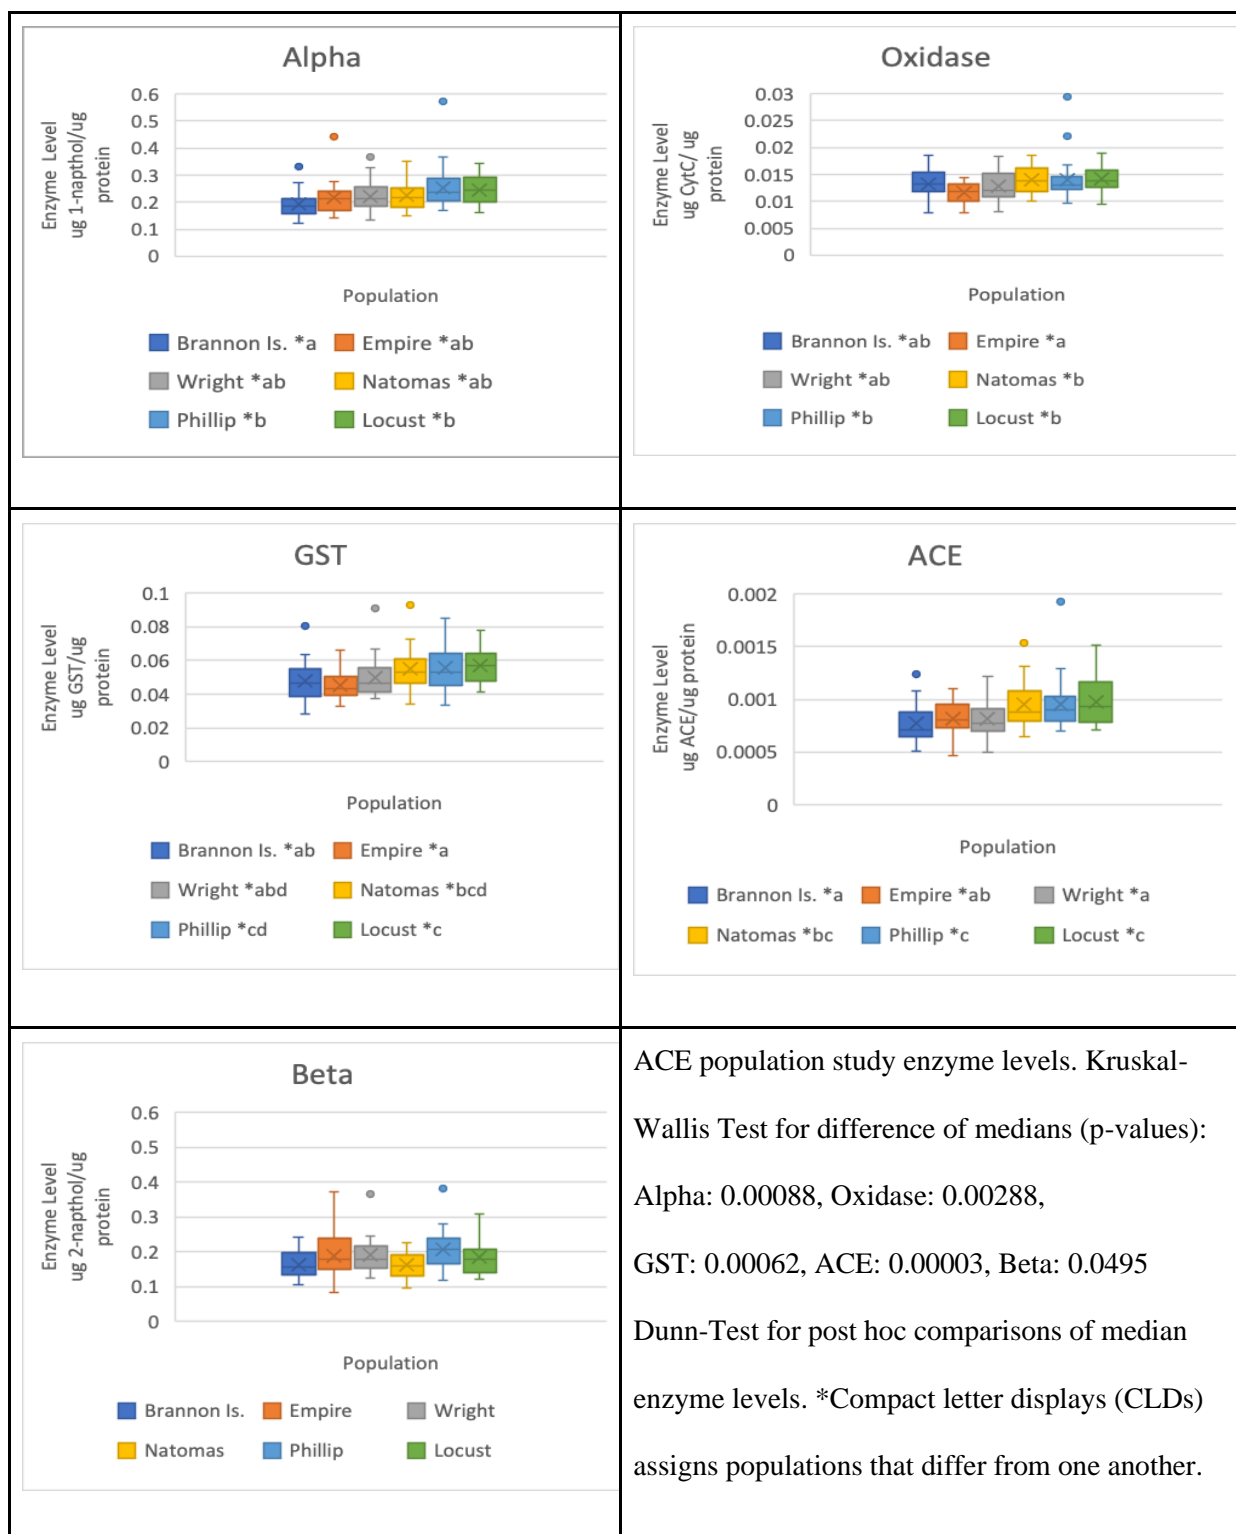 Alpha
Enzyme Level
ug 1-napthol/ug
protein
0.6
0.5
0.4
0.3
0.2
0.1
0
Population
Brannon Is. *a
Empire *ab
Wright *ab
Natomas *ab
Phillip *b
Locust *b
Oxidase
Enzyme Level
ug CytC/ ug
protein
0.03
0.025
0.02
0.015
0.01
0.005
0
Population
Brannon Is. *ab
Empire *a
Wright *ab
Natomas *b
Phillip *b
Locust *b
GST
Enzyme Level
ug GST/ug
protein
0.1
0.08
0.06
0.04
0.02
0
Population
Brannon Is. *ab
Empire *a
Wright *abd
Natomas *bcd
Phillip *cd
Locust *c
ACE
Enzyme Level
ug ACE/ug protein
0.002
0.0015
0.001
0.0005
0
Population
Brannon Is. *a
Empire *ab
Wright *a
Natomas *bc
Phillip *c
Locust *c
Beta
Enzyme Level
ug 2-napthol/ug
protein
0.6
0.5
0.4
0.3
0.2
0.1
0
Population
Brannon Is.
Empire
Wright
Natomas
Phillip
Locust
ACE population study enzyme levels. Kruskal-
Wallis Test for difference of medians (p-values):
Alpha: 0.00088, Oxidase: 0.00288,
GST: 0.00062, ACE: 0.00003, Beta: 0.0495
Dunn-Test for post hoc comparisons of median
enzyme levels. *Compact letter displays (CLDs)
assigns populations that differ from one another.